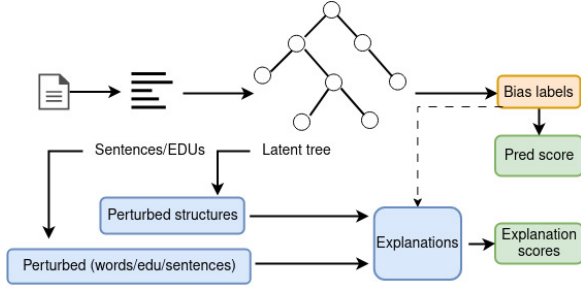 Bias labels
Sentences/EDUs
Latent tree
Pred score
Perturbed structures
Explanations
Explanation
scores
Perturbed (words/edu/sentences)